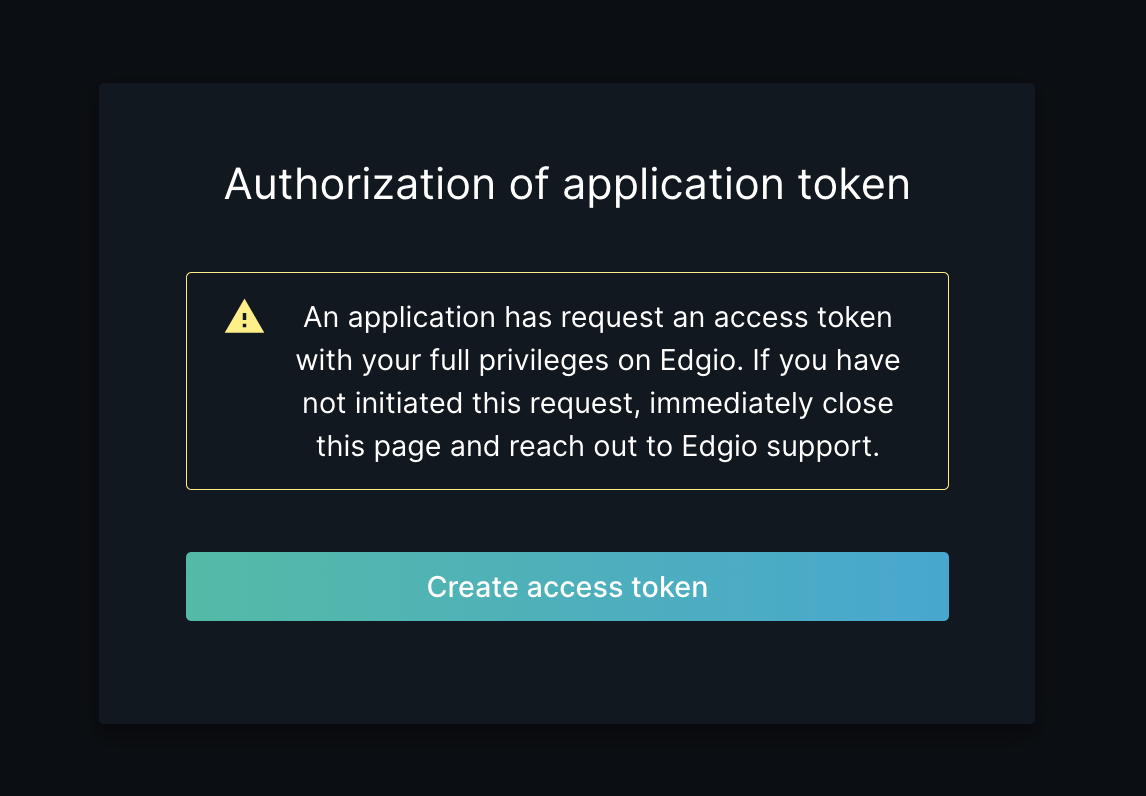 Authorization of application token
An application has request an access token
with your full privileges on Edgio. If you have
not initiated this request, immediately close
this page and reach out to Edgio support.
Create access token